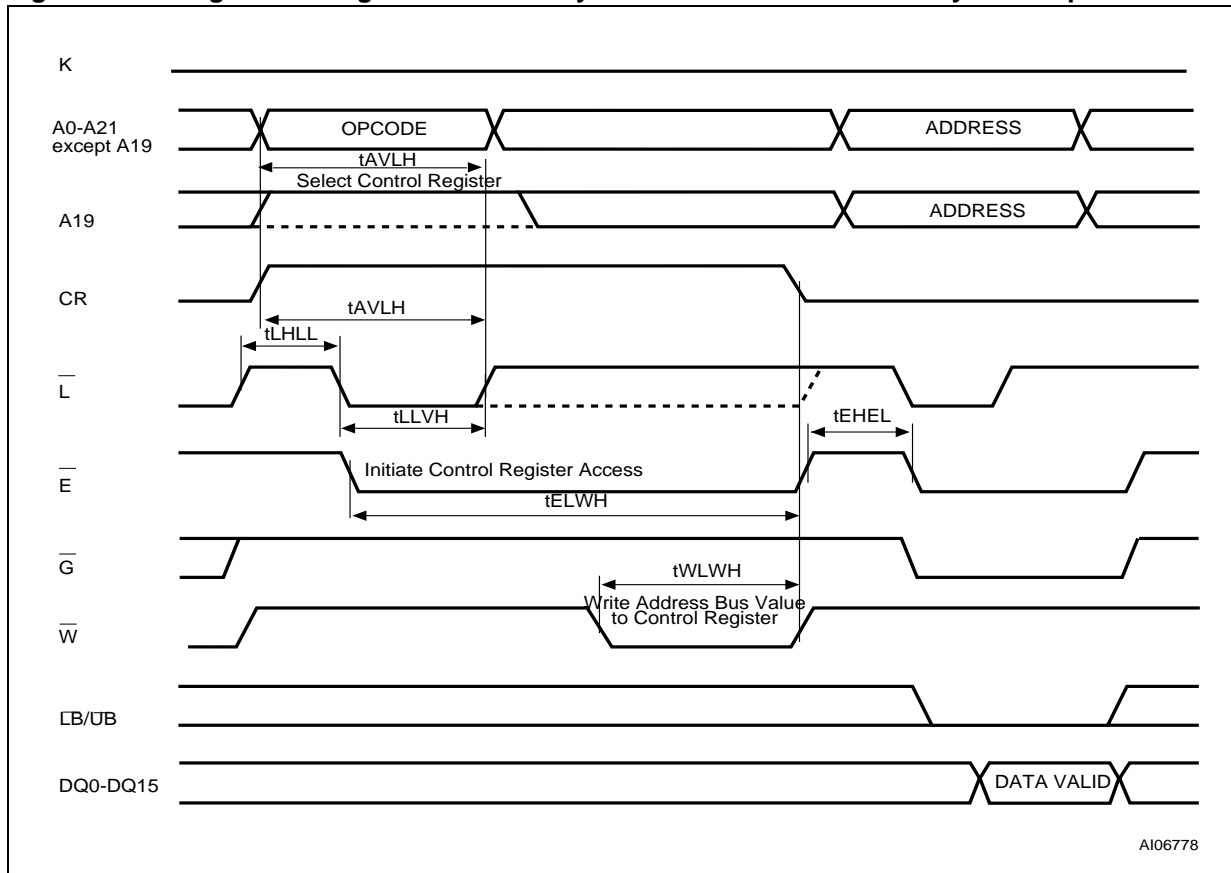 K
A0-A21
except A19
OPCODE
ADDRESS
tAVLH
Select Control Register
A19
ADDRESS
CR
tAVLH
tLHLL
L
tLLVH
tEHEL
E
Initiate Control Register Access
tELWH
G
tWLWH
Write Address Bus Value
to Control Register
W
LB/UB
DQ0-DQ15
DATA VALID
AI06778